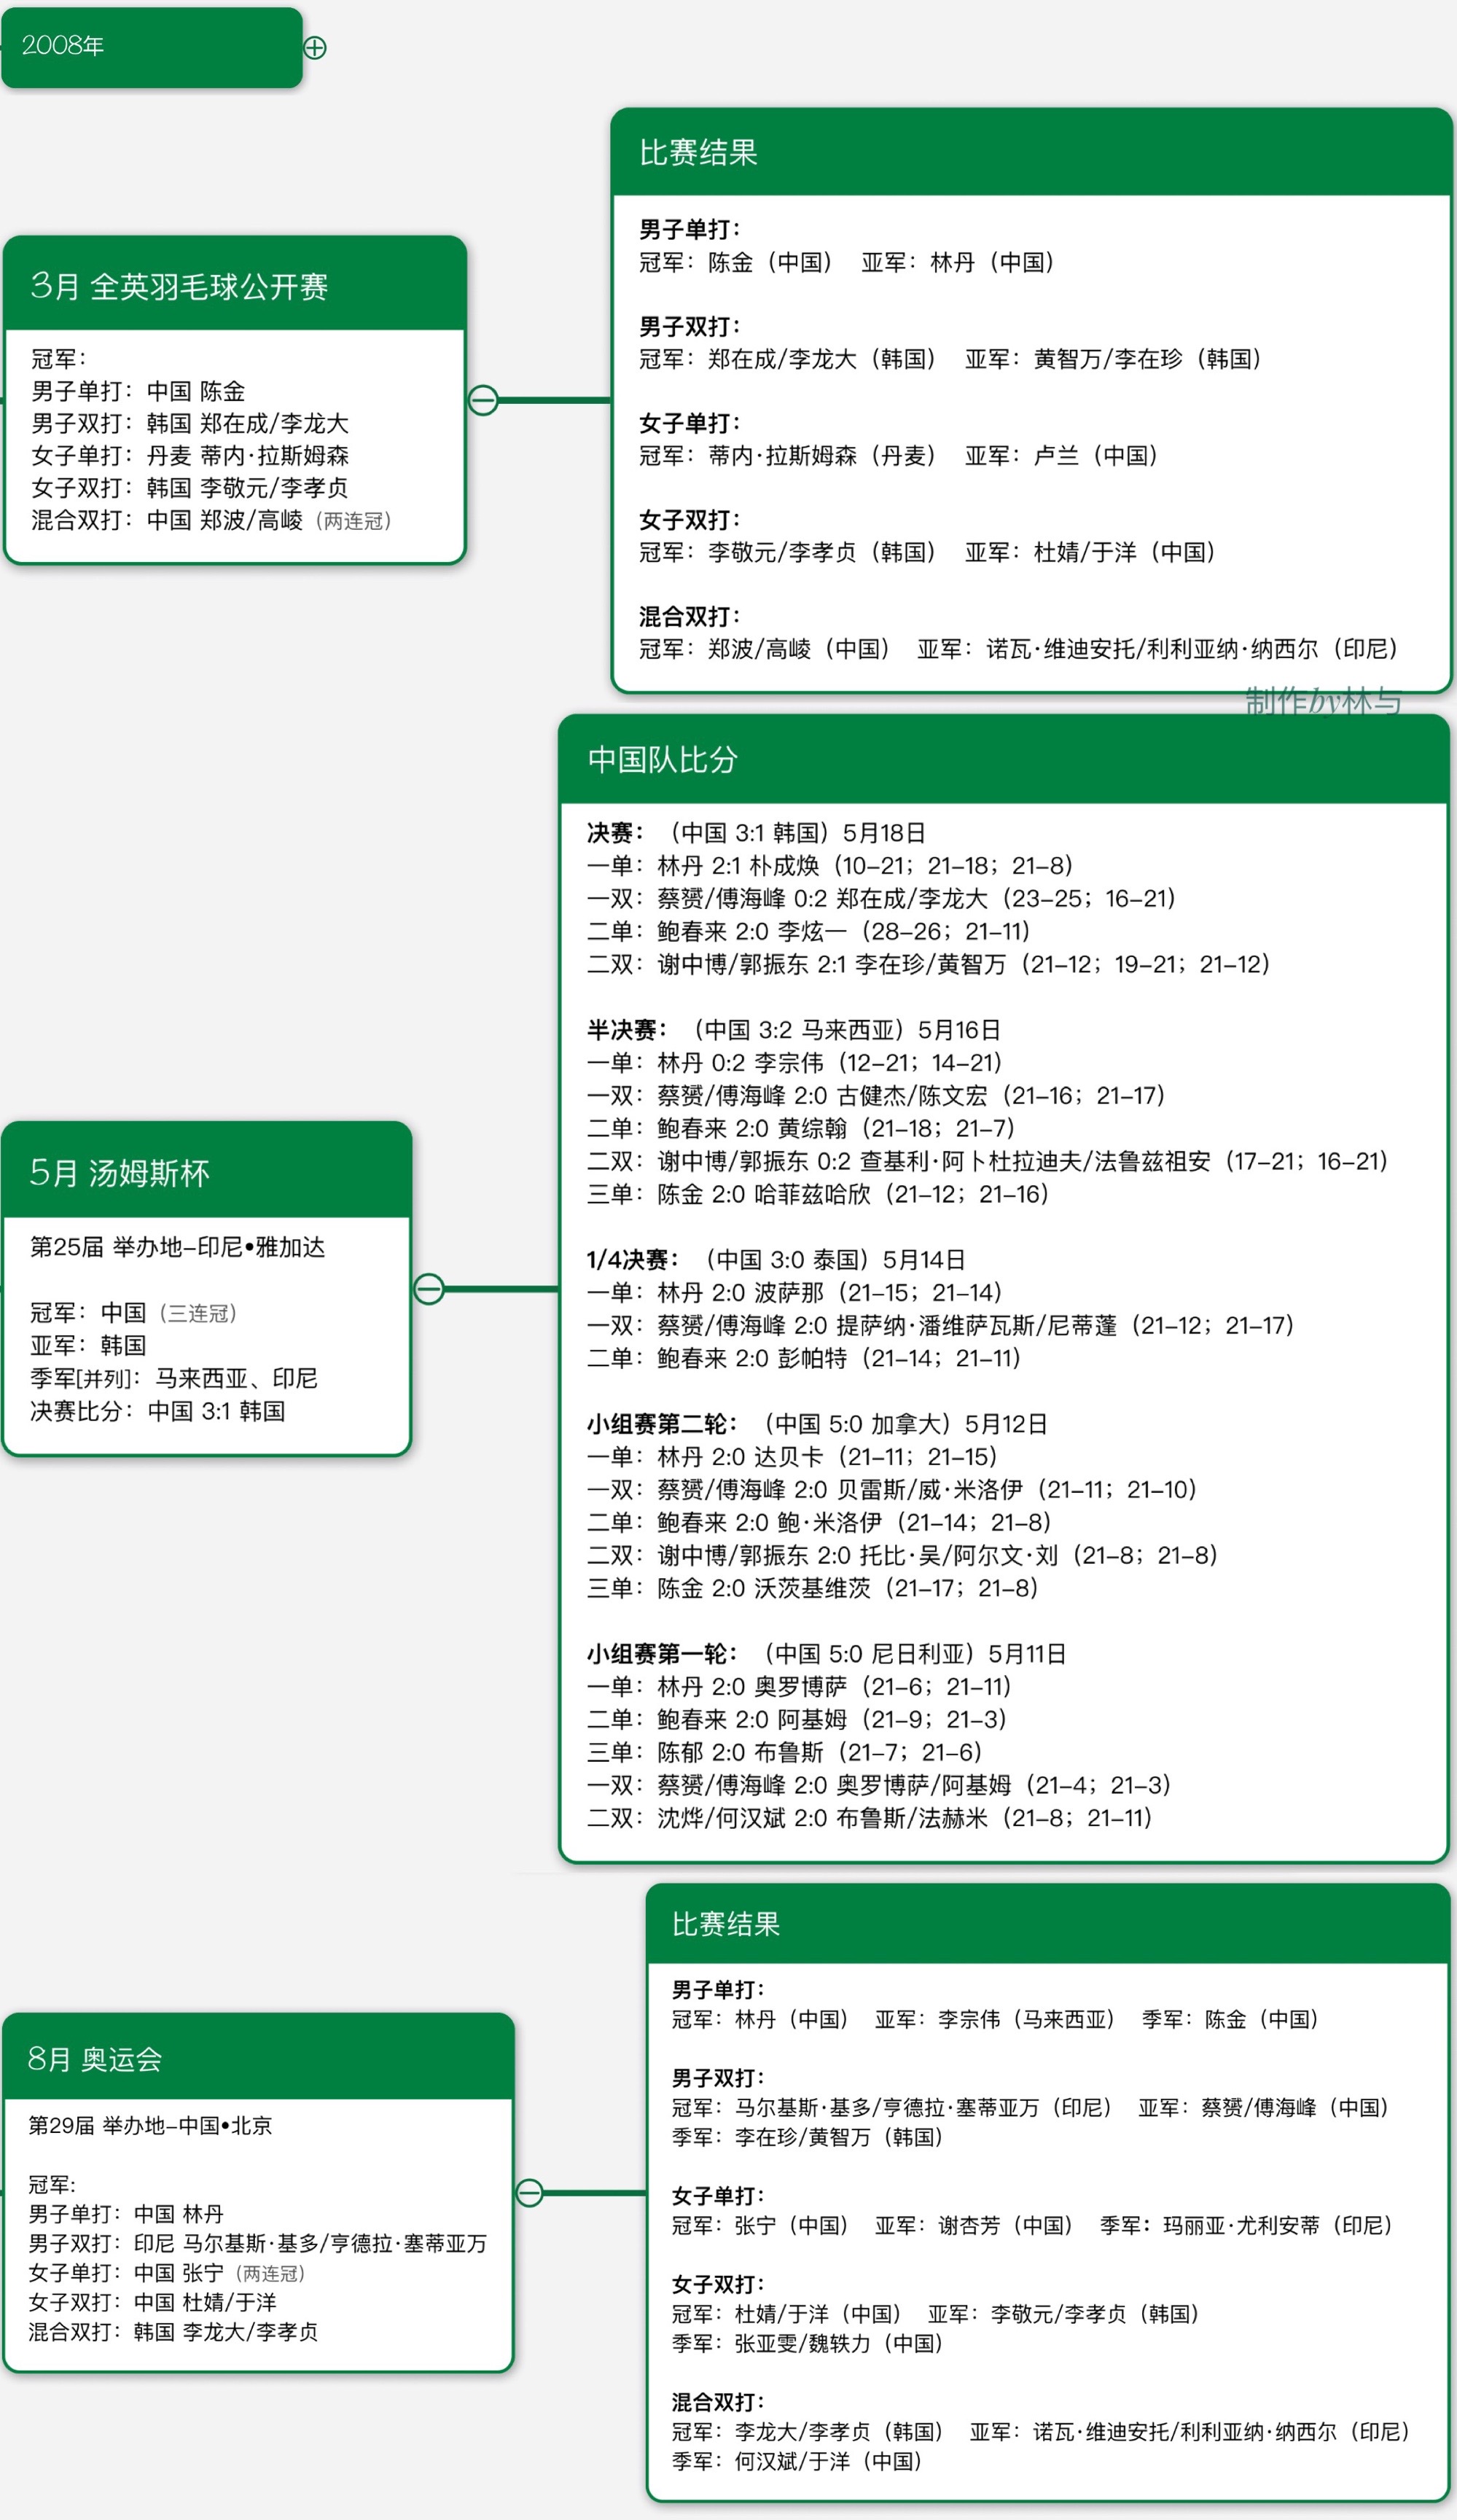 2008年
3月 全英羽毛球公开赛
冠军：
男子单打：中国 陈金
男子双打：韩国 郑在成/李龙大
女子单打：丹麦 蒂内·拉斯姆森
女子双打：韩国 李敬元/李孝贞
混合双打：中国 郑波/高崚（两连冠）
比赛结果
男子单打：
冠军：陈金（中国） 亚军：林丹（中国）
男子双打：
冠军：郑在成/李龙大（韩国） 亚军：黄智万/李在珍（韩国）
女子单打：
冠军：蒂内·拉斯姆森（丹麦） 亚军：卢兰（中国）
女子双打：
冠军：李敬元/李孝贞（韩国） 亚军：杜婧/于洋（中国）
混合双打：
冠军：郑波/高崚（中国） 亚军：诺瓦·维迪安托/利利亚纳·纳西尔（印尼）
制作by林与
5月 汤姆斯杯
第25届 举办地–印尼•雅加达
冠军：中国（三连冠）
亚军：韩国
季军[并列]：马来西亚、印尼
决赛比分：中国 3:1 韩国
中国队比分
决赛：（中国 3:1 韩国）5月18日
一单：林丹 2:1 朴成焕（10–21；21–18；21–8）
一双：蔡赟/傅海峰 0:2 郑在成/李龙大（23–25；16–21）
二单：鲍春来 2:0 李炫一（28–26；21–11）
二双：谢中博/郭振东 2:1 李在珍/黄智万（21–12；19–21；21–12）
半决赛：（中国 3:2 马来西亚）5月16日
一单：林丹 0:2 李宗伟（12–21；14–21）
一双：蔡赟/傅海峰 2:0 古健杰/陈文宏（21–16；21–17）
二单：鲍春来 2:0 黄综翰（21–18；21–7）
二双：谢中博/郭振东 0:2 查基利·阿卜杜拉迪夫/法鲁兹祖安（17–21；16–21）
三单：陈金 2:0 哈菲兹哈欣（21–12；21–16）
1/4决赛：（中国 3:0 泰国）5月14日
一单：林丹 2:0 波萨那（21–15；21–14）
一双：蔡赟/傅海峰 2:0 提萨纳·潘维萨瓦斯/尼蒂蓬（21–12；21–17）
二单：鲍春来 2:0 彭帕特（21–14；21–11）
小组赛第二轮：（中国 5:0 加拿大）5月12日
一单：林丹 2:0 达贝卡（21–11；21–15）
一双：蔡赟/傅海峰 2:0 贝雷斯/威·米洛伊（21–11；21–10）
二单：鲍春来 2:0 鲍·米洛伊（21–14；21–8）
二双：谢中博/郭振东 2:0 托比·吴/阿尔文·刘（21–8；21–8）
三单：陈金 2:0 沃茨基维茨（21–17；21–8）
小组赛第一轮：（中国 5:0 尼日利亚）5月11日
一单：林丹 2:0 奥罗博萨（21–6；21–11）
二单：鲍春来 2:0 阿基姆（21–9；21–3）
三单：陈郁 2:0 布鲁斯（21–7；21–6）
一双：蔡赟/傅海峰 2:0 奥罗博萨/阿基姆（21–4；21–3）
二双：沈烨/何汉斌 2:0 布鲁斯/法赫米（21–8；21–11）
8月 奥运会
第29届 举办地–中国•北京
冠军:
男子单打：中国 林丹
男子双打：印尼 马尔基斯·基多/亨德拉·塞蒂亚万
女子单打：中国 张宁（两连冠）
女子双打：中国 杜婧/于洋
混合双打：韩国 李龙大/李孝贞
比赛结果
男子单打：
冠军：林丹（中国） 亚军：李宗伟（马来西亚） 季军：陈金（中国）
男子双打：
冠军：马尔基斯·基多/亨德拉·塞蒂亚万（印尼） 亚军：蔡赟/傅海峰（中国）
季军：李在珍/黄智万（韩国）
女子单打：
冠军：张宁（中国） 亚军：谢杏芳（中国） 季军：玛丽亚·尤利安蒂（印尼）
女子双打：
冠军：杜婧/于洋（中国） 亚军：李敬元/李孝贞（韩国）
季军：张亚雯/魏轶力（中国）
混合双打：
冠军：李龙大/李孝贞（韩国） 亚军：诺瓦·维迪安托/利利亚纳·纳西尔（印尼）
季军：何汉斌/于洋（中国）